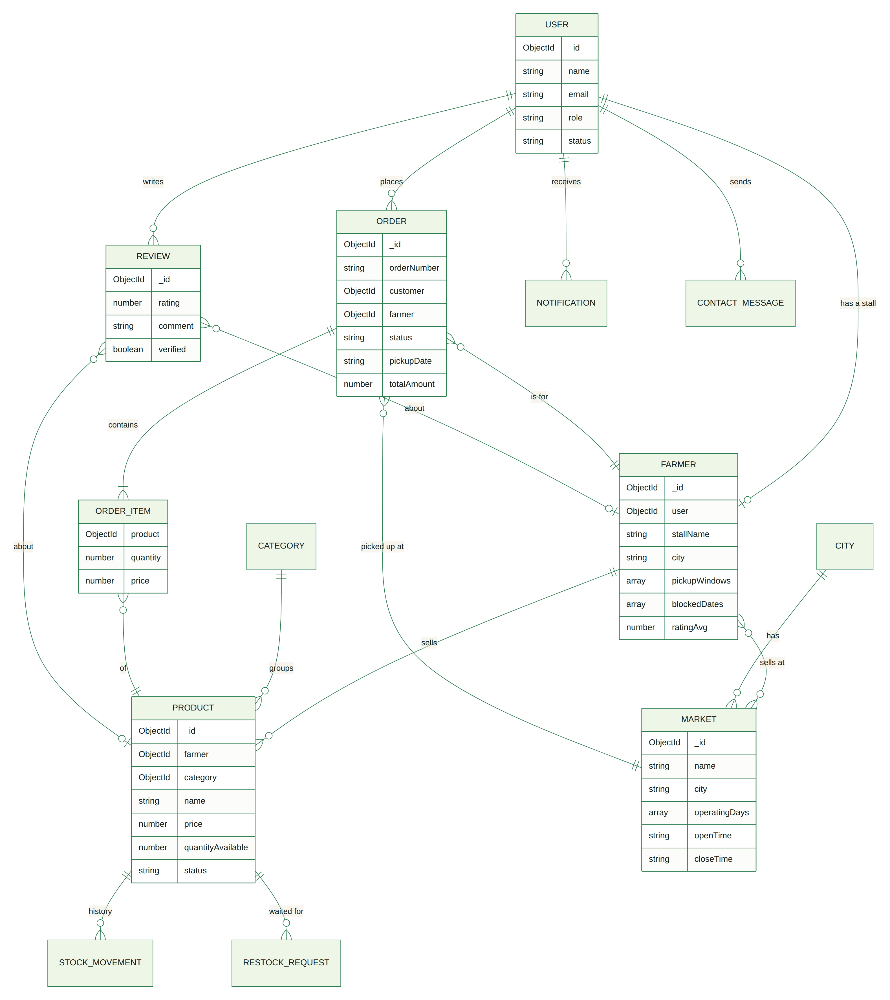 USER
ObjectId _id
string name
string email
string role
string status
writes
places
receives
sends
has a stall
ORDER
ObjectId _id
string orderNumber
ObjectId customer
ObjectId farmer
string status
string pickupDate
number totalAmount
REVIEW
ObjectId _id
number rating
string comment
boolean verified
NOTIFICATION
CONTACT_MESSAGE
contains
about
is for
FARMER
ObjectId _id
ObjectId user
string stallName
string city
array pickupWindows
array blockedDates
number ratingAvg
ORDER_ITEM
ObjectId product
number quantity
number price
CATEGORY
CITY
about
picked up at
of
groups
sells
has
sells at
PRODUCT
ObjectId _id
ObjectId farmer
ObjectId category
string name
number price
number quantityAvailable
string status
MARKET
ObjectId _id
string name
string city
array operatingDays
string openTime
string closeTime
history
waited for
STOCK_MOVEMENT
RESTOCK_REQUEST